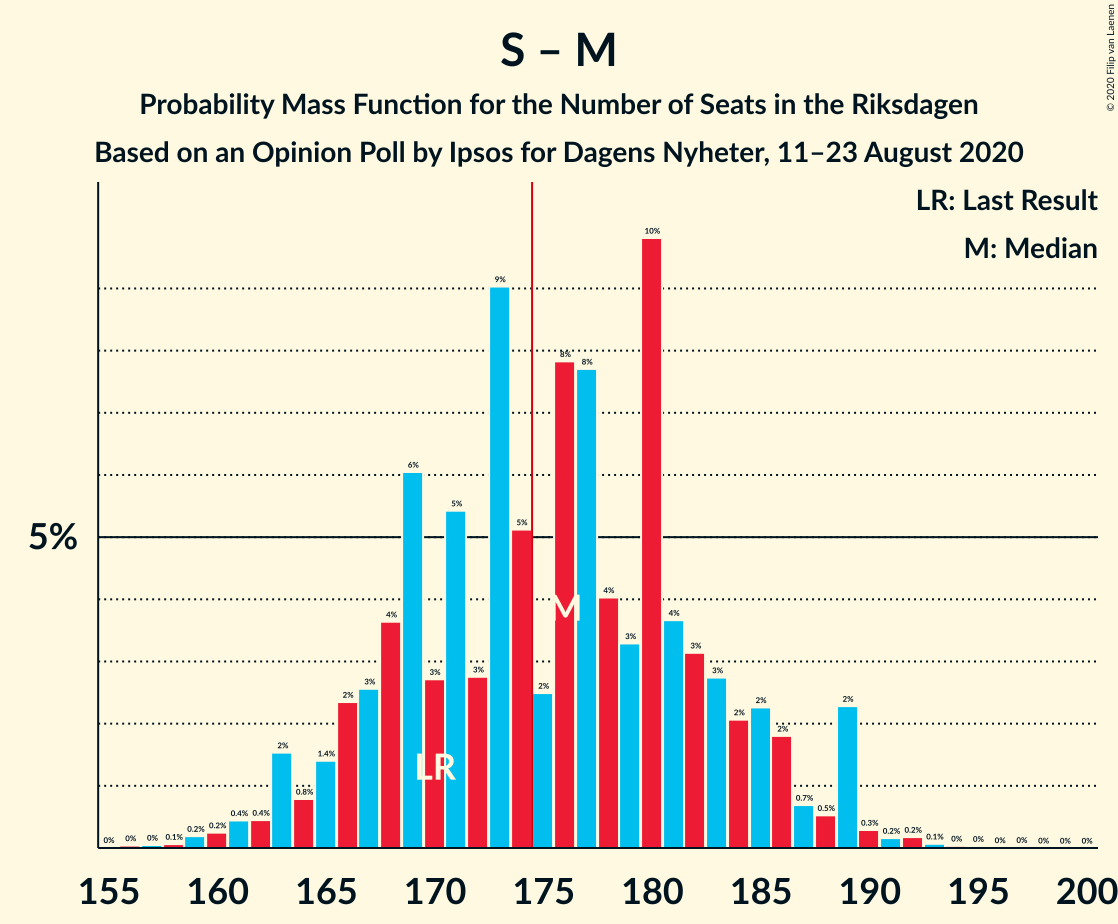 S – M
Probability Mass Function for the Number of Seats in the Riksdagen
Based on an Opinion Poll by Ipsos for Dagens Nyheter, 11–23 August 2020
© 2020 Filip van Laenen
LR: Last Result
M: Median
5%
0% 0% 0% 0.1% 0.2% 0.2% 0.4% 0.4% 2% 0.8% 1.4% 2% 3% 4% 6% 3% 5% 3% 9% 5% 2% 8% 8% 4% 3% 10% 4% 3% 3% 2% 2% 2% 0.7% 0.5% 2% 0.3% 0.2% 0.2% 0.1% 0% 0% 0% 0% 0% 0% 0%
M
LR
155 160 165 170 175 180 185 190 195 200